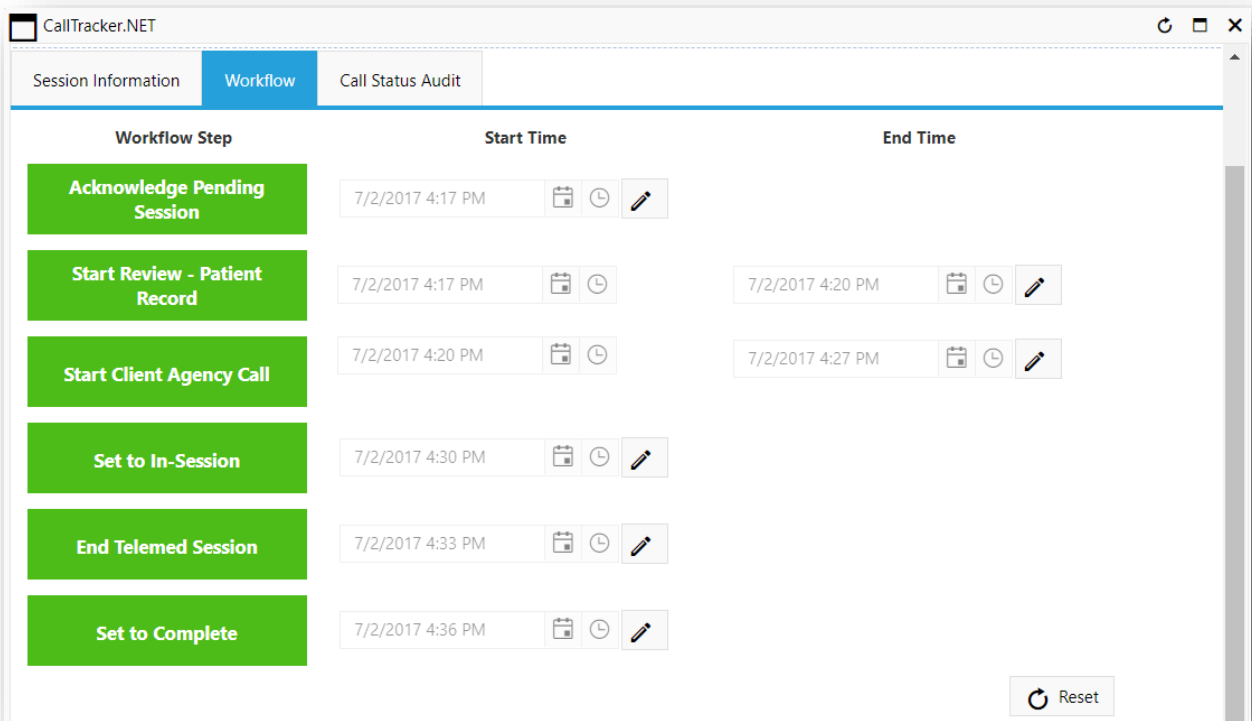 CallTracker.NET
Session Information Workflow Call Status Audit
Workflow Step Start Time End Time
Acknowledge Pending
Session
7/2/2017 4:17 PM
Start Review - Patient
Record
7/2/2017 4:17 PM 7/2/2017 4:20 PM
Start Client Agency Call
7/2/2017 4:20 PM 7/2/2017 4:27 PM
Set to In-Session 7/2/2017 4:30 PM
End Telemed Session 7/2/2017 4:33 PM
Set to Complete 7/2/2017 4:36 PM
Reset